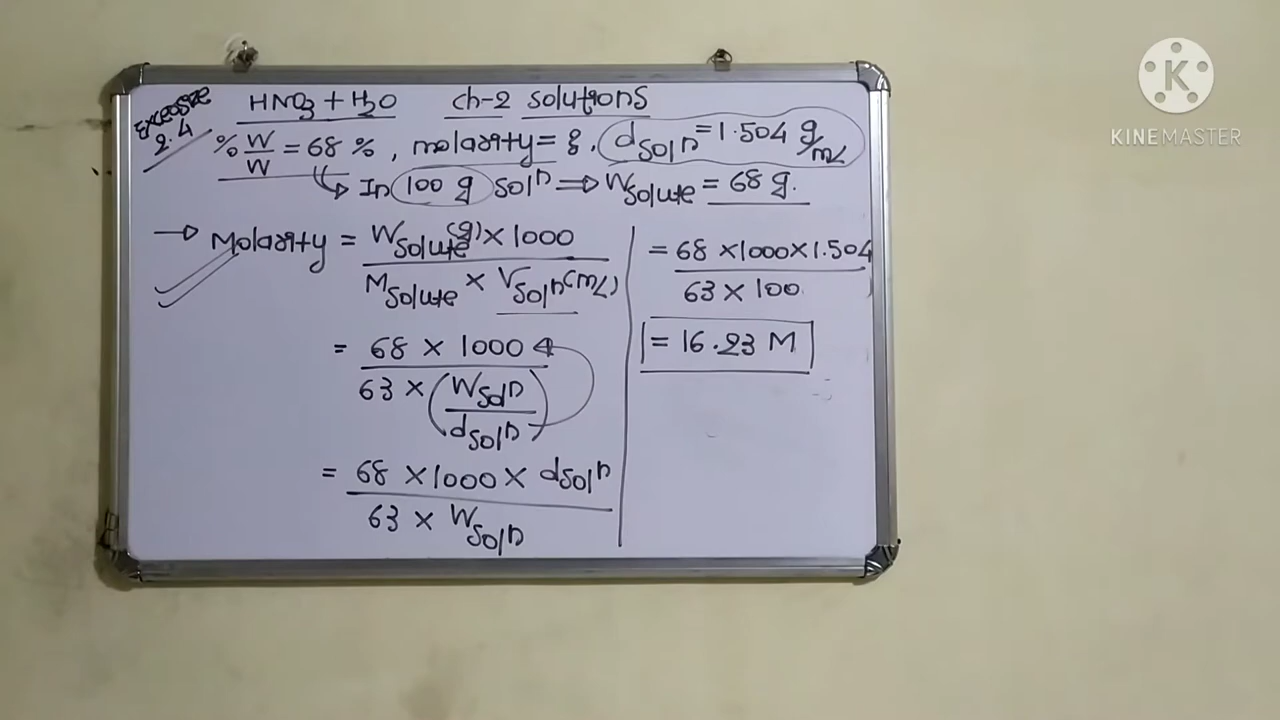 Excersize 2.4
HNO3 + H2O ch-2 solutions
% W/W = 68 %, molarity = ?, dsoln = 1.504 g/mL
In 100 g soln ⇒ Wsolute = 68 g.
→ Molarity = Wsolute(g) × 1000 / Msolute × Vsoln(mL)
= 68 × 1000 / 63 × (Wsoln / dsoln)
= 68 × 1000 × dsoln / 63 × Wsoln
= 68 × 1000 × 1.504 / 63 × 100
= 16.23 M
K
KINEMASTER